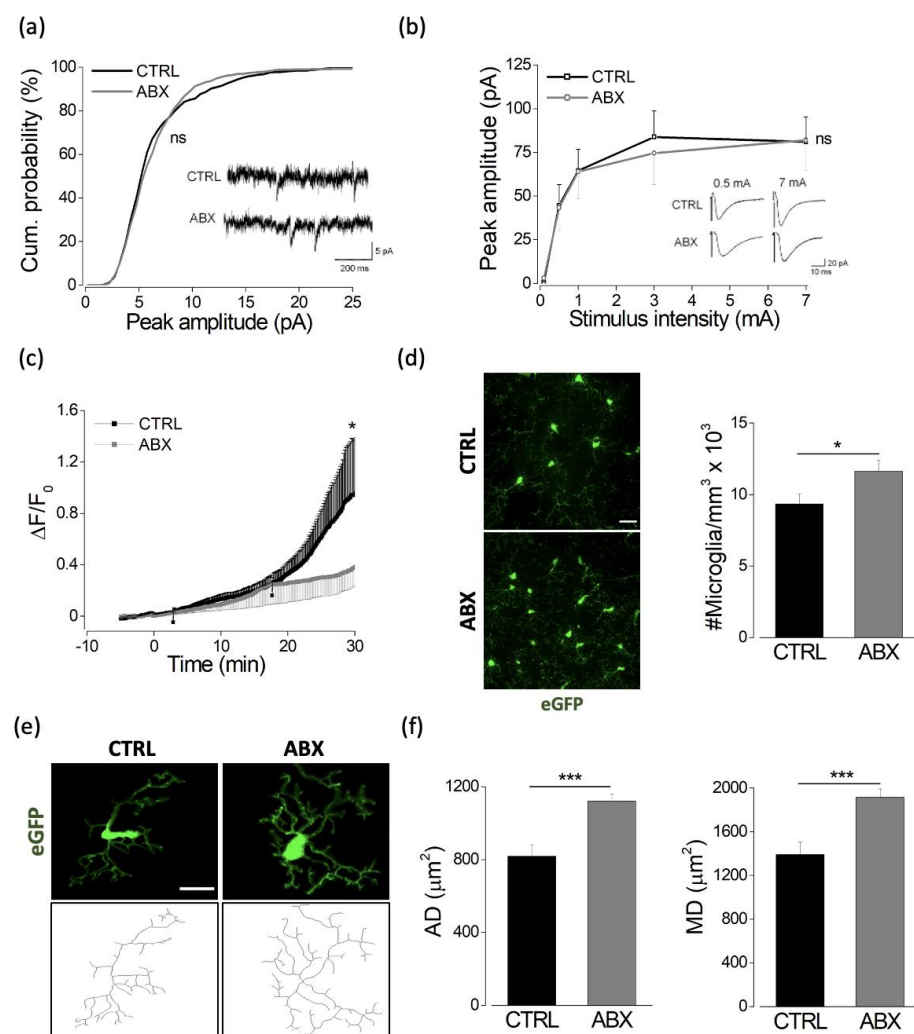 (a)
Cum. probability (%)
100
80
60
40
20
0
CTRL
ABX
ns
CTRL
ABX
5 pA
200 ms
0 5 10 15 20 25
Peak amplitude (pA)
(b)
Peak amplitude (pA)
125
100
75
50
25
0
CTRL
ABX
ns
0.5 mA 7 mA
CTRL
ABX
20 pA
10 ms
0 1 2 3 4 5 6 7
Stimulus intensity (mA)
(c)
ΔF/F0
1.6
1.2
0.8
0.4
0
CTRL
ABX
*
-10 0 10 20 30
Time (min)
(d)
CTRL
ABX
eGFP
#Microglia/mm³ x 10³
15
10
5
0
*
CTRL ABX
(e)
CTRL ABX
eGFP
(f)
AD (μm²)
1200
800
400
0
***
CTRL ABX
MD (μm²)
2000
1600
1200
800
400
0
***
CTRL ABX